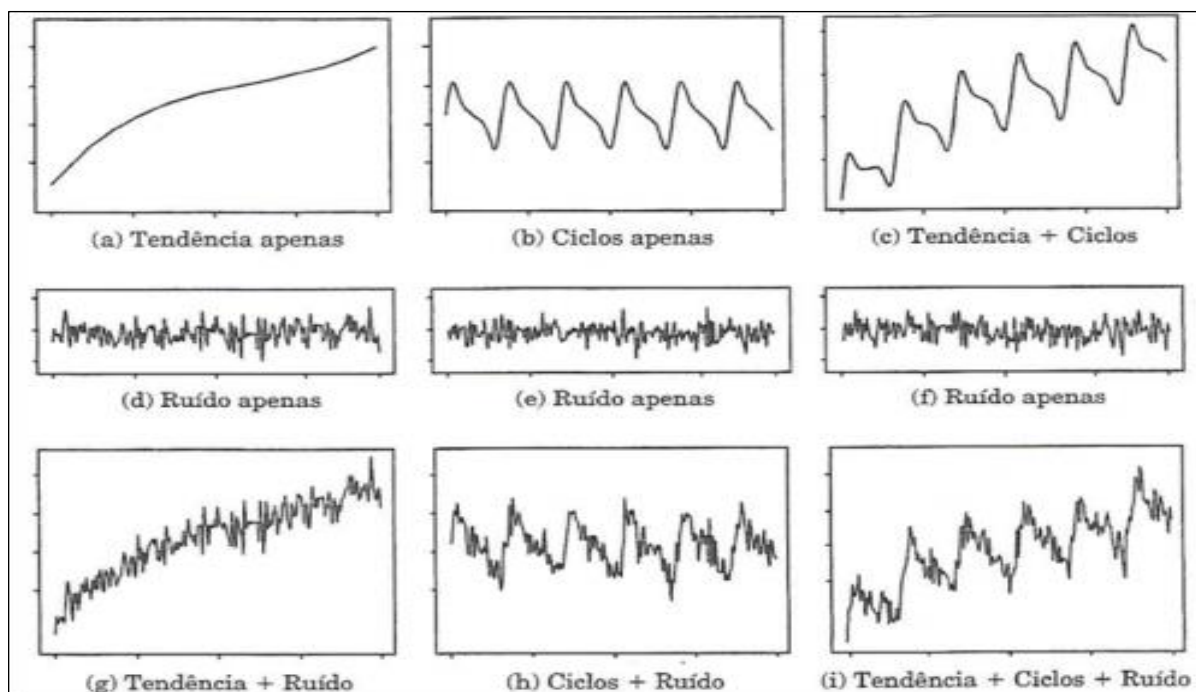 (a) Tendência apenas
(b) Ciclos apenas
(c) Tendência + Ciclos
(d) Ruído apenas
(e) Ruído apenas
(f) Ruído apenas
(g) Tendência + Ruído
(h) Ciclos + Ruído
(i) Tendência + Ciclos + Ruído